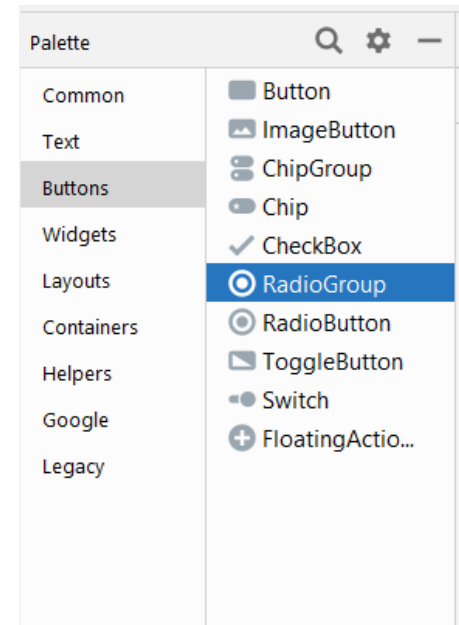 Palette
Common
Text
Buttons
Widgets
Layouts
Containers
Helpers
Google
Legacy
Button
ImageButton
ChipGroup
Chip
CheckBox
RadioGroup
RadioButton
ToggleButton
Switch
FloatingActio...